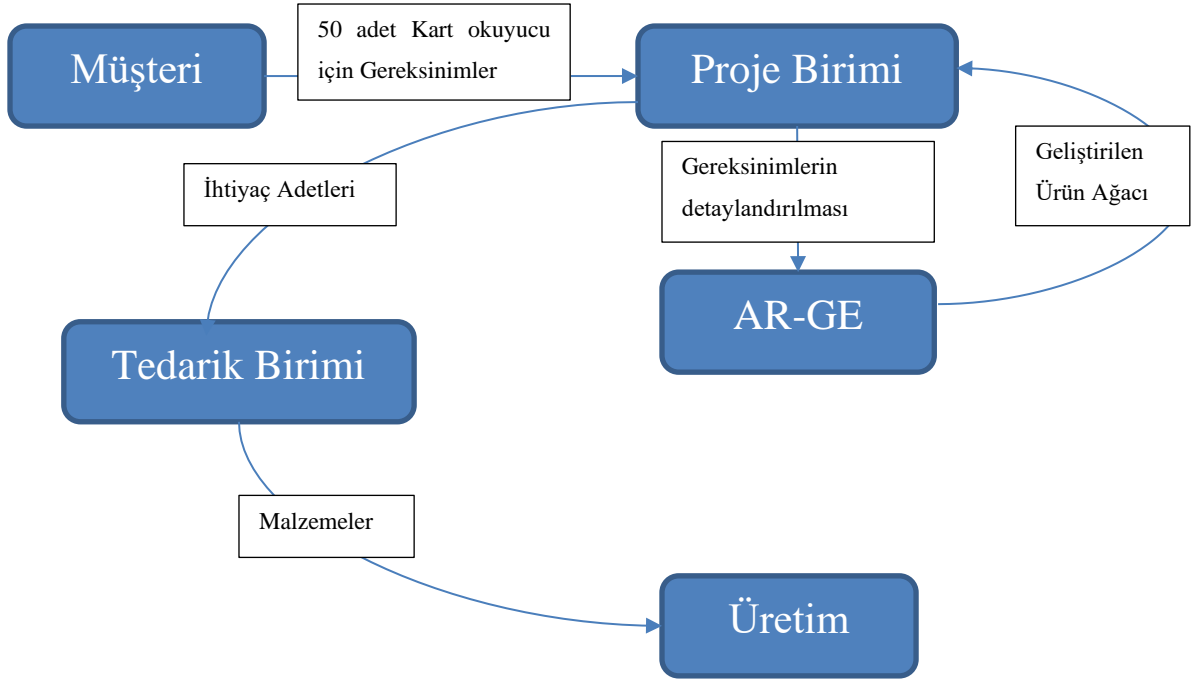 Müşteri
50 adet Kart okuyucu
için Gereksinimler
Proje Birimi
İhtiyaç Adetleri
Gereksinimlerin
detaylandırılması
Geliştirilen
Ürün Ağacı
AR-GE
Tedarik Birimi
Malzemeler
Üretim